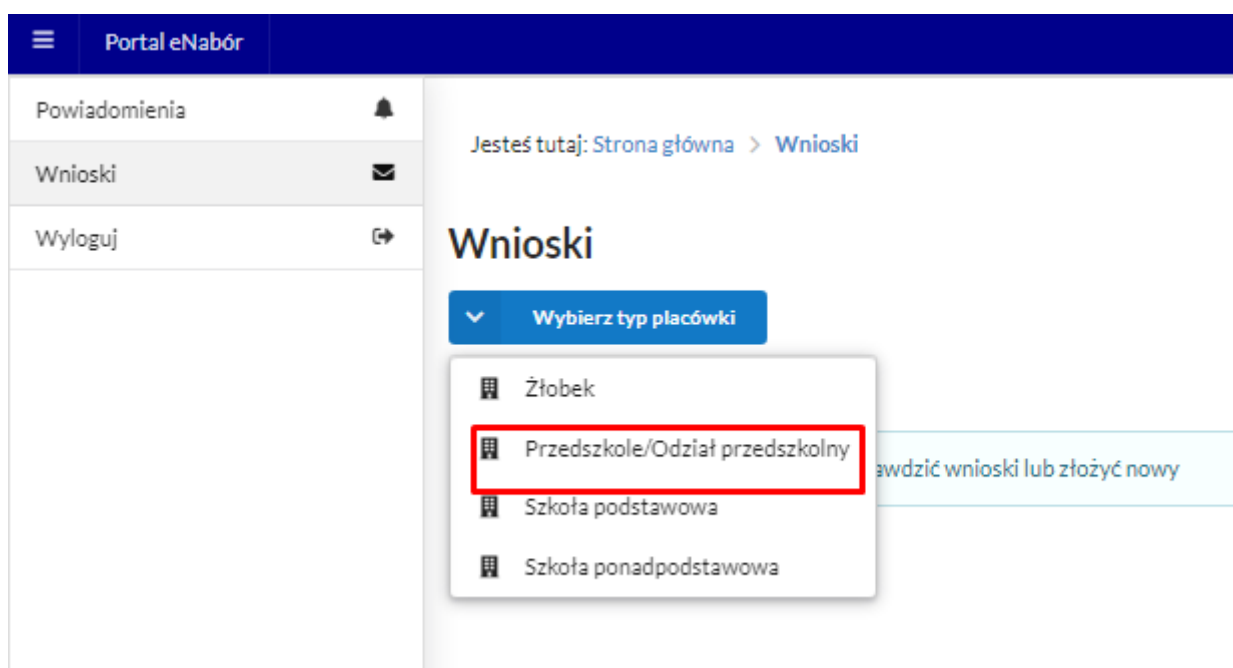 Portal eNabór
Powiadomienia
Wnioski
Wyloguj
Jesteś tutaj: Strona główna > Wnioski
Wnioski
Wybierz typ placówki
Żłobek
Przedszkole/Odział przedszkolny
Szkoła podstawowa
Szkoła ponadpodstawowa
wnioski lub złożyć nowy